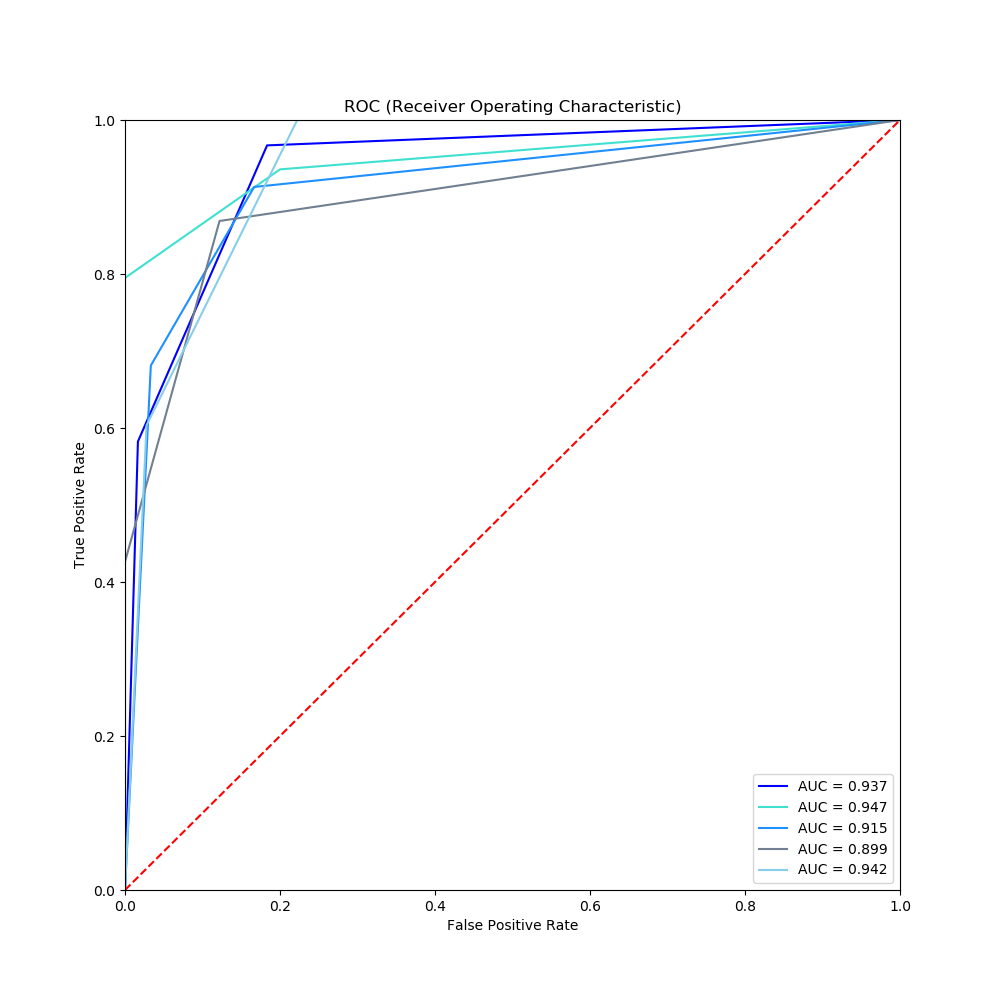 ROC (Receiver Operating Characteristic)
1.0
0.8
0.6
0.4
0.2
0.0
True Positive Rate
0.0 0.2 0.4 0.6 0.8 1.0
False Positive Rate
AUC = 0.937
AUC = 0.947
AUC = 0.915
AUC = 0.899
AUC = 0.942